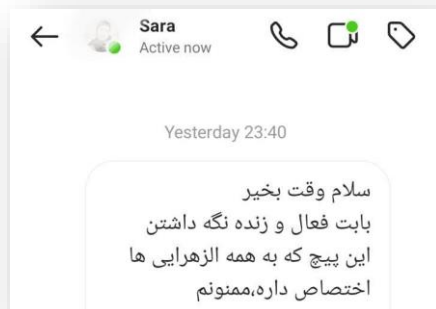 Sara
Active now
Yesterday 23:40
سلام وقت بخیر
بابت فعال و زنده نگه داشتن
این پیج که به همه الزهرایی ها
اختصاص داره،ممنونم